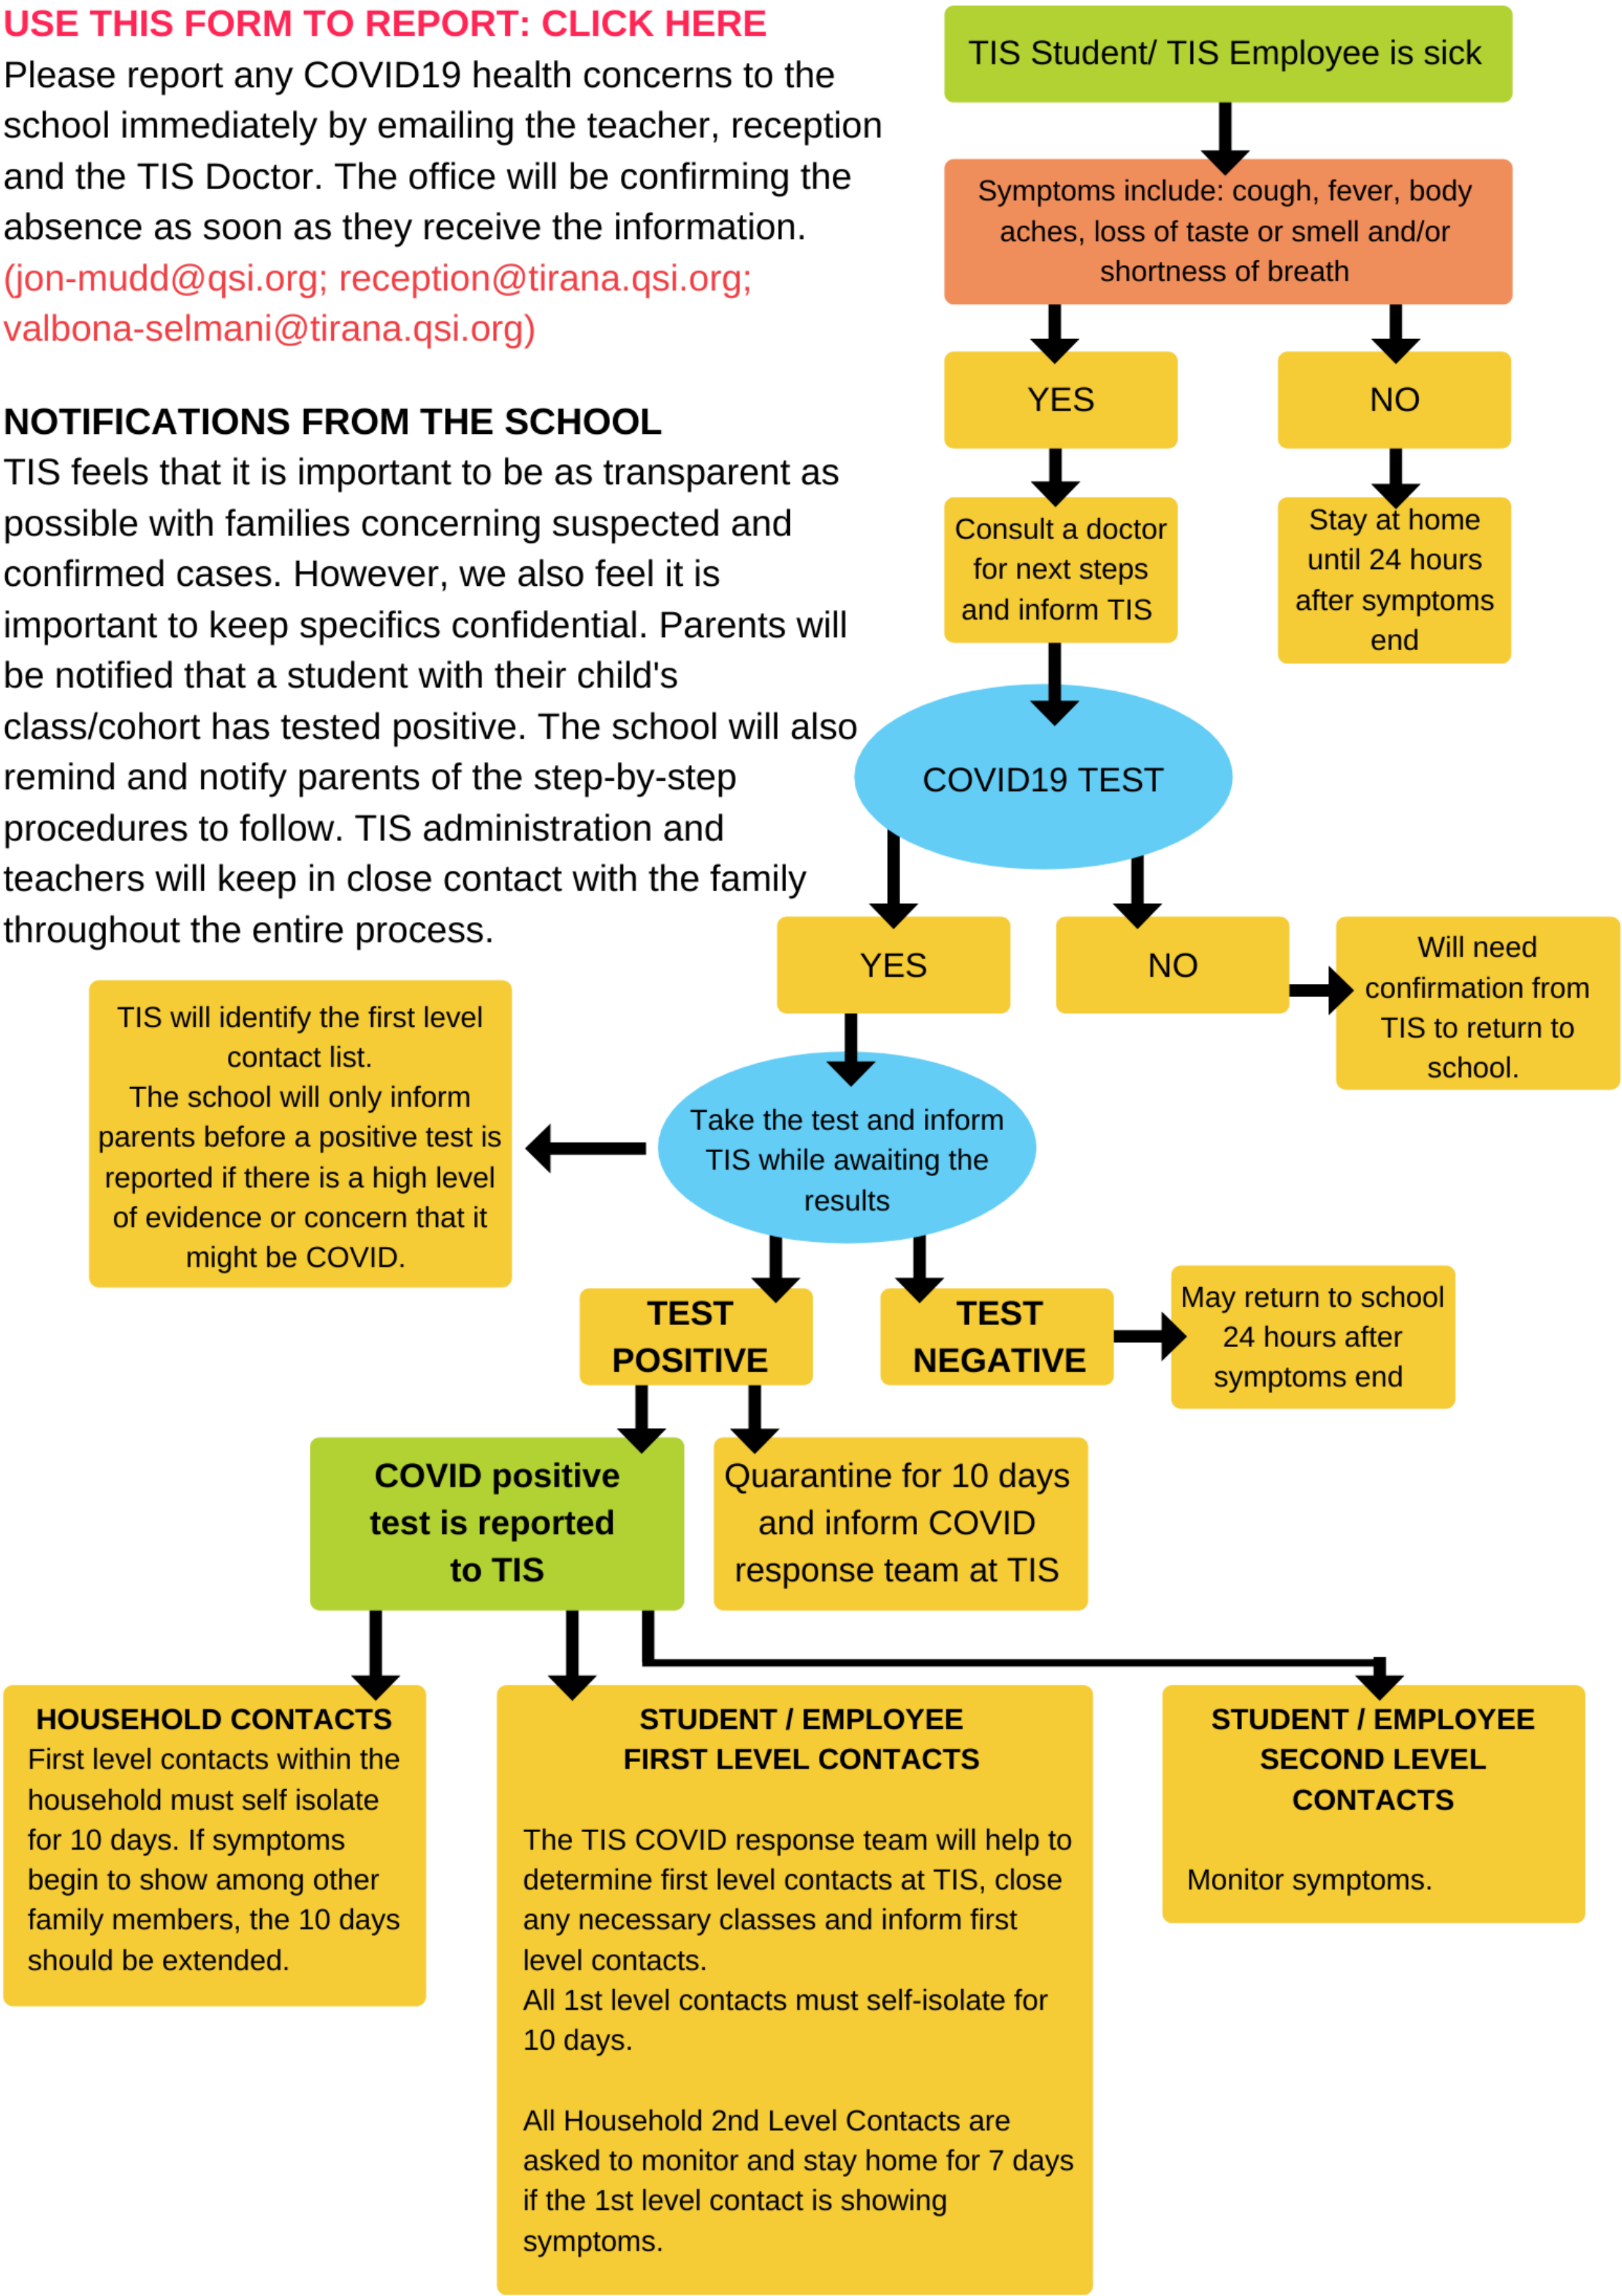 USE THIS FORM TO REPORT: CLICK HERE
Please report any COVID19 health concerns to the
school immediately by emailing the teacher, reception
and the TIS Doctor. The office will be confirming the
absence as soon as they receive the information.
(jon-mudd@qsi.org; reception@tirana.qsi.org;
valbona-selmani@tirana.qsi.org)
NOTIFICATIONS FROM THE SCHOOL
TIS feels that it is important to be as transparent as
possible with families concerning suspected and
confirmed cases. However, we also feel it is
important to keep specifics confidential. Parents will
be notified that a student with their child's
class/cohort has tested positive. The school will also
remind and notify parents of the step-by-step
procedures to follow. TIS administration and
teachers will keep in close contact with the family
throughout the entire process.
TIS Student/ TIS Employee is sick
Symptoms include: cough, fever, body
aches, loss of taste or smell and/or
shortness of breath
YES
NO
Consult a doctor
for next steps
and inform TIS
Stay at home
until 24 hours
after symptoms
end
COVID19 TEST
YES
NO
Will need
confirmation from
TIS to return to
school.
Take the test and inform
TIS while awaiting the
results
TIS will identify the first level
contact list.
The school will only inform
parents before a positive test is
reported if there is a high level
of evidence or concern that it
might be COVID.
TEST
POSITIVE
TEST
NEGATIVE
May return to school
24 hours after
symptoms end
COVID positive
test is reported
to TIS
Quarantine for 10 days
and inform COVID
response team at TIS
HOUSEHOLD CONTACTS
First level contacts within the
household must self isolate
for 10 days. If symptoms
begin to show among other
family members, the 10 days
should be extended.
STUDENT / EMPLOYEE
FIRST LEVEL CONTACTS
The TIS COVID response team will help to
determine first level contacts at TIS, close
any necessary classes and inform first
level contacts.
All 1st level contacts must self-isolate for
10 days.
All Household 2nd Level Contacts are
asked to monitor and stay home for 7 days
if the 1st level contact is showing
symptoms.
STUDENT / EMPLOYEE
SECOND LEVEL
CONTACTS
Monitor symptoms.